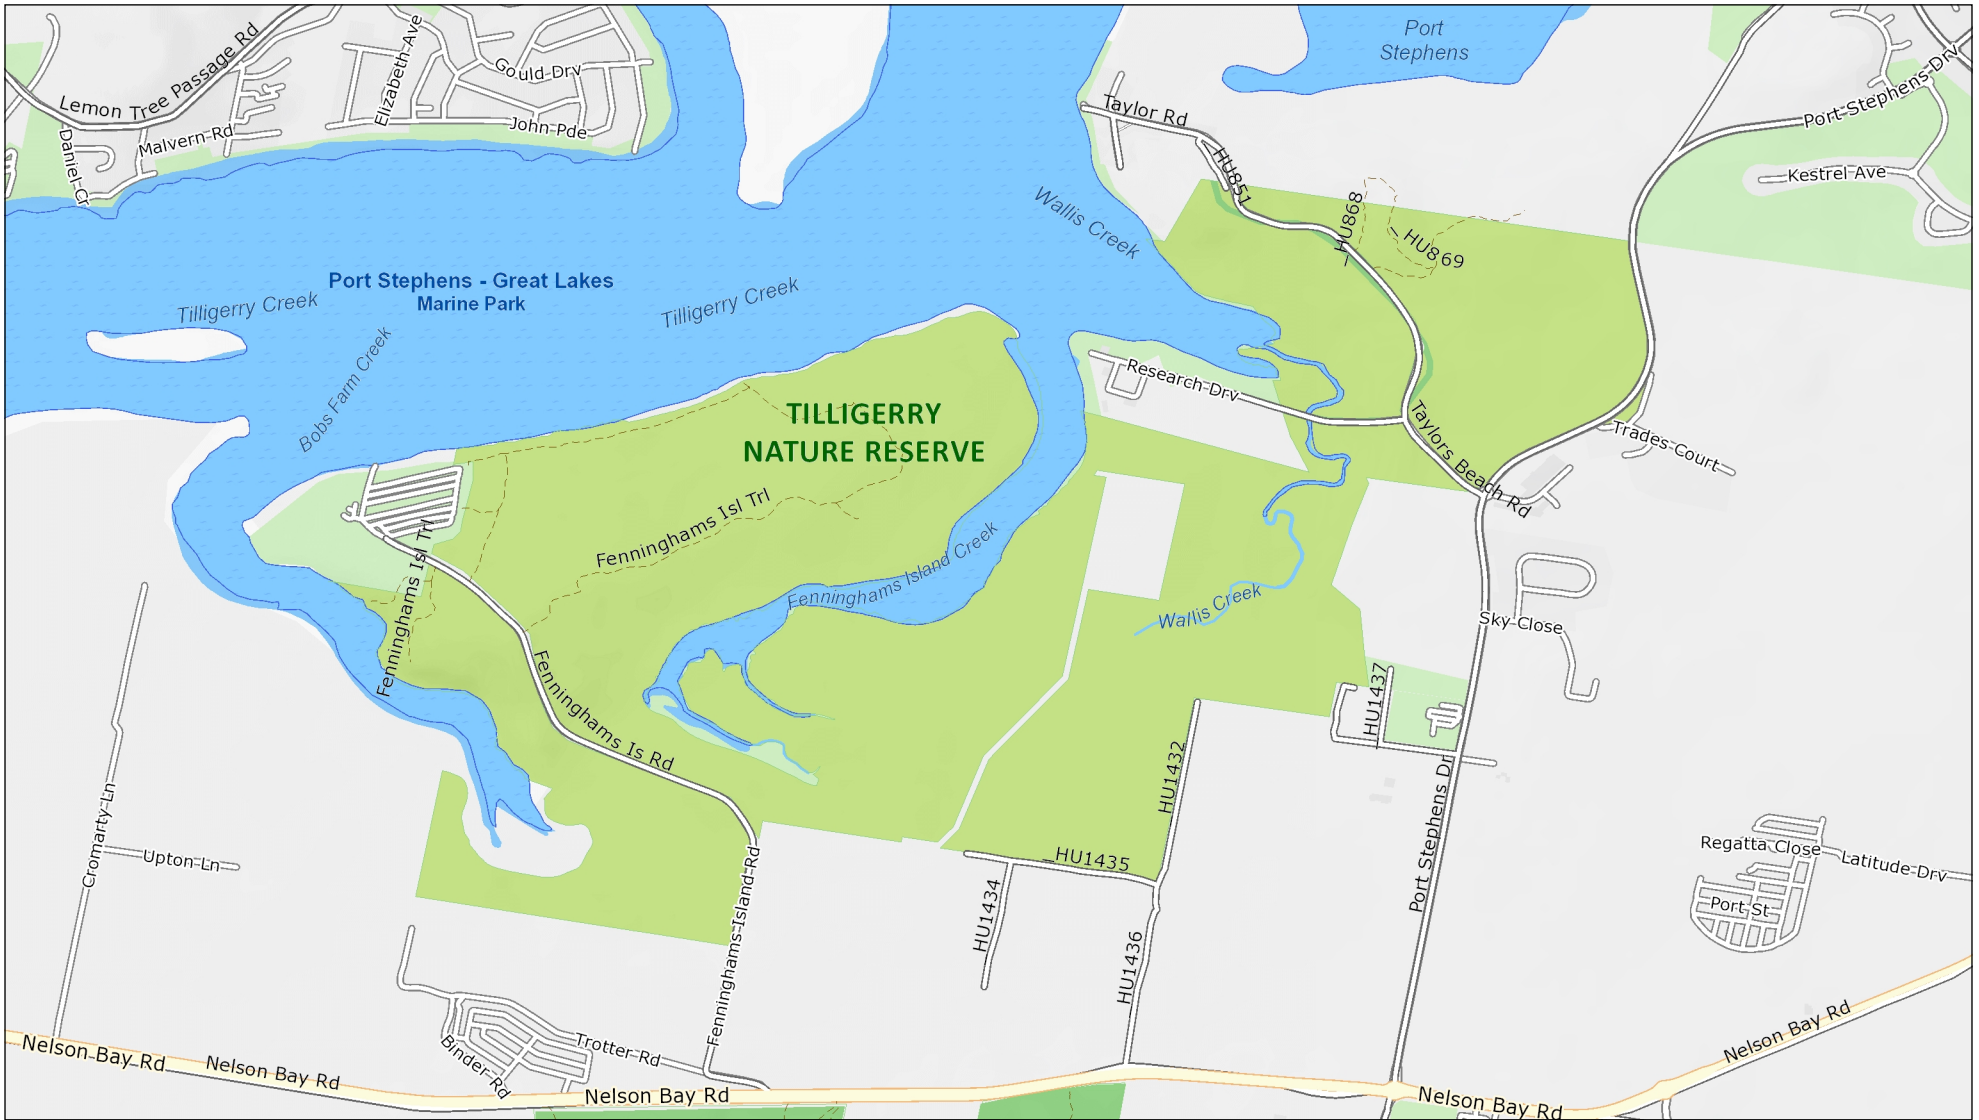 Port
Stephens
Lemon Tree Passage Rd
Elizabeth Ave
Gould Drv
John Pde
Malvern Rd
Daniel Cr
Taylor Rd
Port Stephens Drv
Kestrel Ave
HU851
_HU868
_HU869
Wallis Creek
Port Stephens - Great Lakes
Marine Park
Tilligerry Creek
Tilligerry Creek
Bobs Farm Creek
Research Drv
TILLIGERRY
NATURE RESERVE
Taylors Beach Rd
Trades Court
Fenninghams Isl Trl
Fenninghams Isl Trl
Fenninghams Island Creek
Wallis Creek
Sky Close
Fenninghams Is Rd
HU1437
HU1432
Port Stephens Dr
Cromarty Ln
Upton Ln
_HU1435
HU1434
HU1436
Regatta Close
Latitude Drv
Port St
Fenninghams Island Rd
Trotter Rd
Binder Rd
Nelson Bay Rd
Nelson Bay Rd
Nelson Bay Rd
Nelson Bay Rd
Nelson Bay Rd